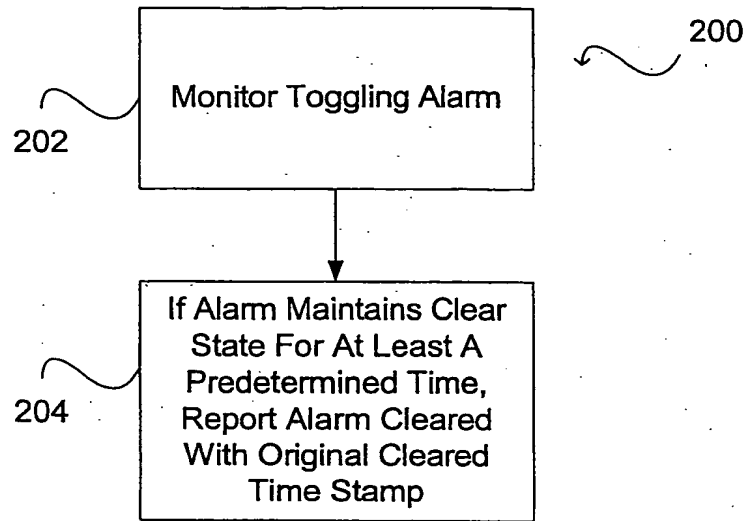 200
Monitor Toggling Alarm
202
If Alarm Maintains Clear
State For At Least A
Predetermined Time,
Report Alarm Cleared
With Original Cleared
Time Stamp
204